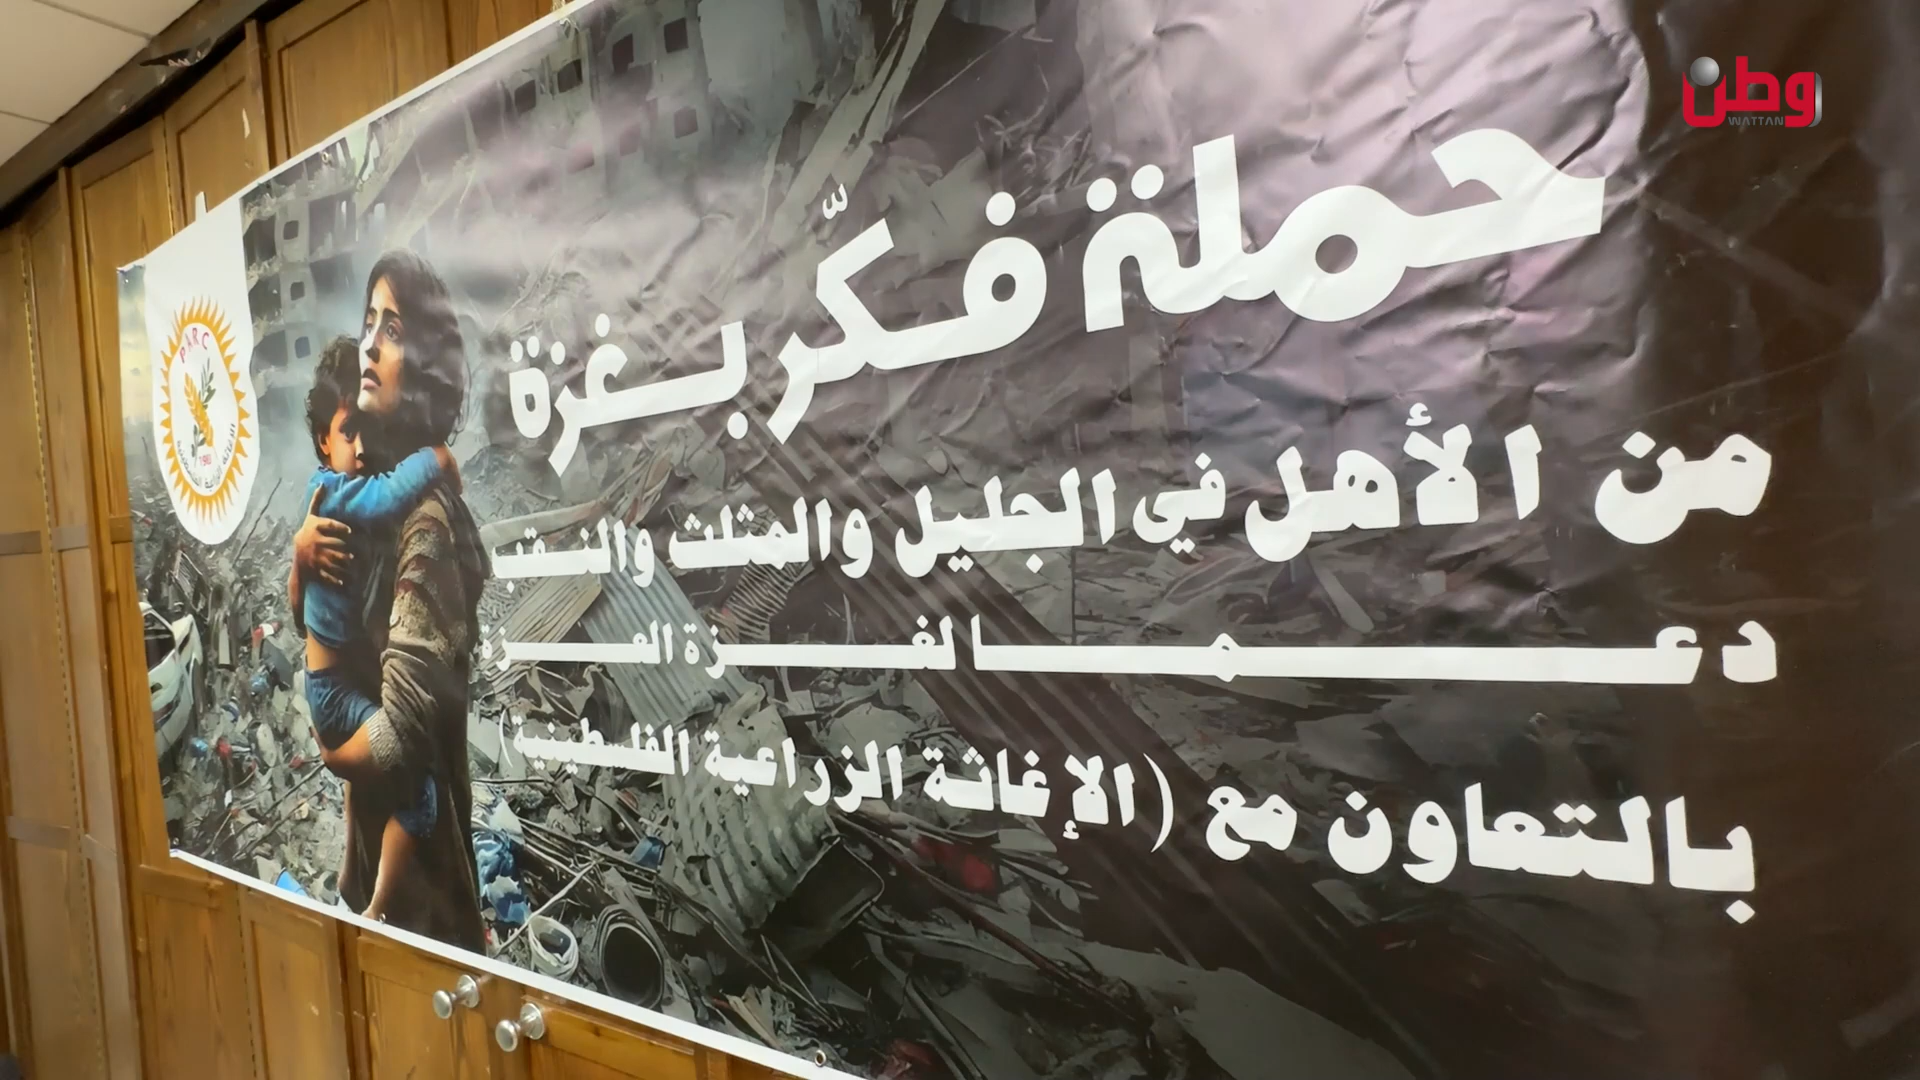 وطن
WATTAN
حملة فكّر بغزة
من الأهل في الجليل والمثلث والنقب
دعما لغزة العزة
بالتعاون مع (الإغاثة الزراعية الفلسطينية)
PARC